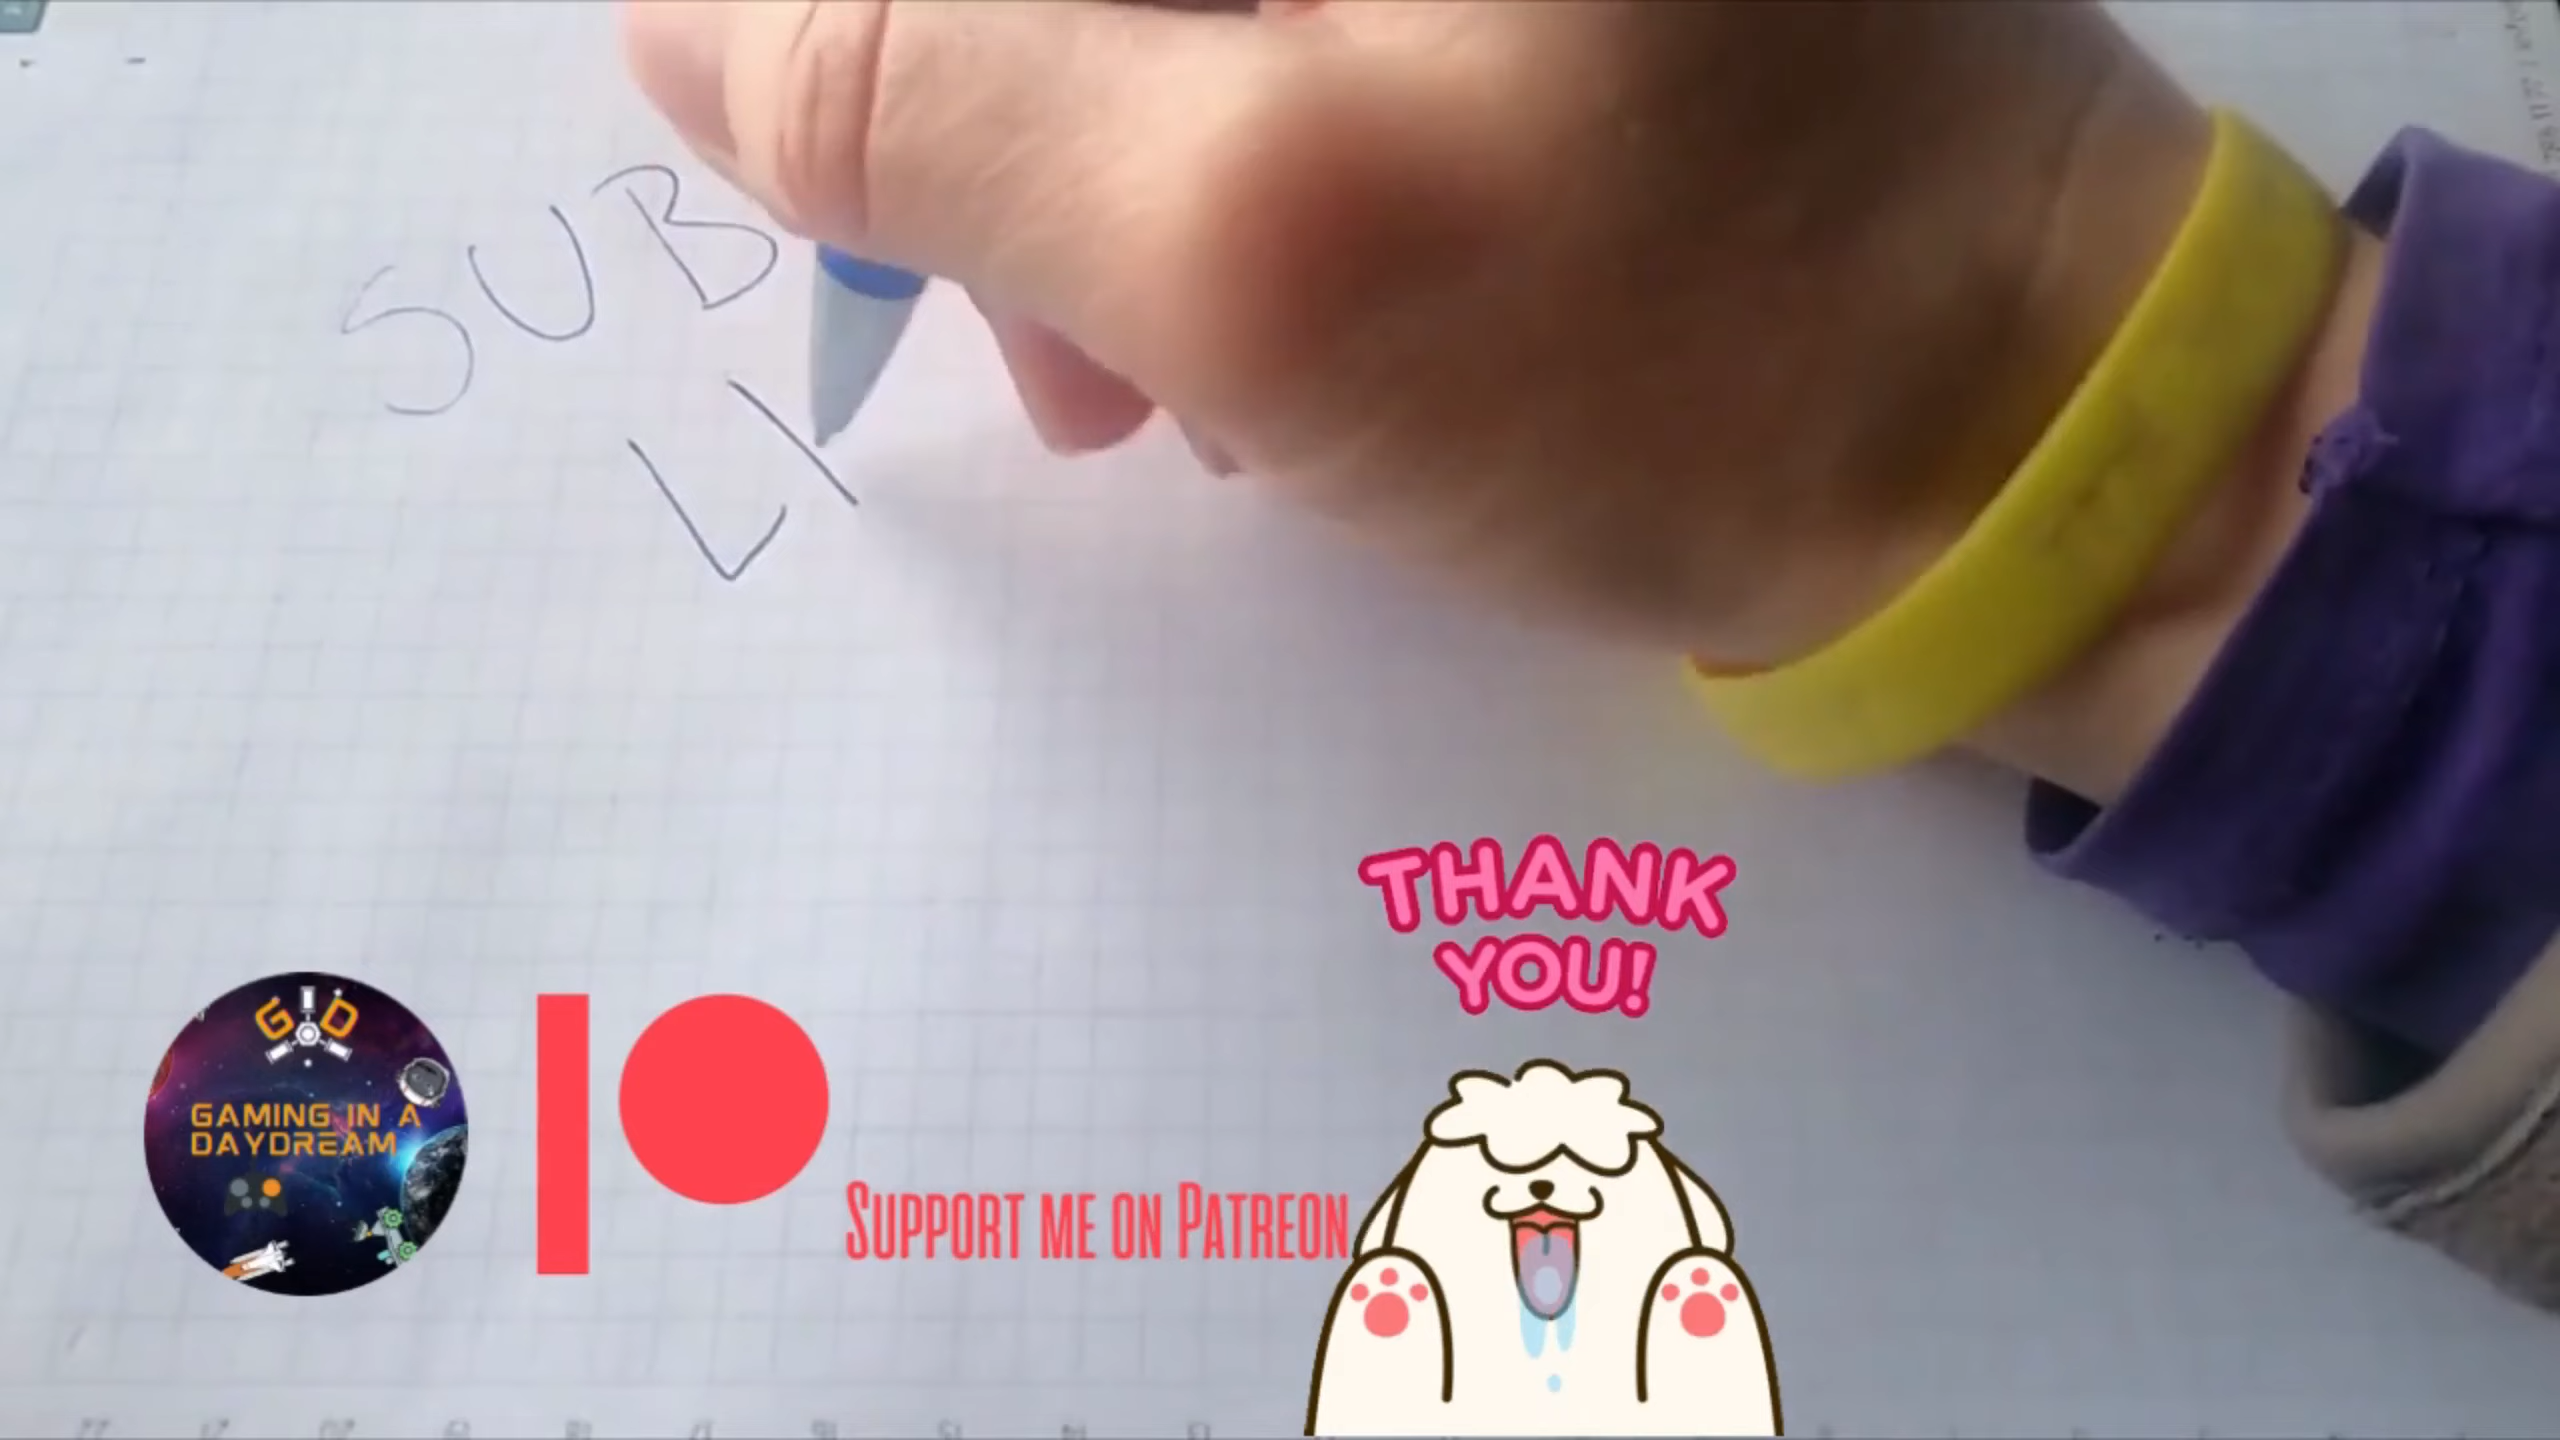 SUB
LI
THANK
YOU!
G D
GAMING IN A
DAYDREAM
SUPPORT ME ON PATREON